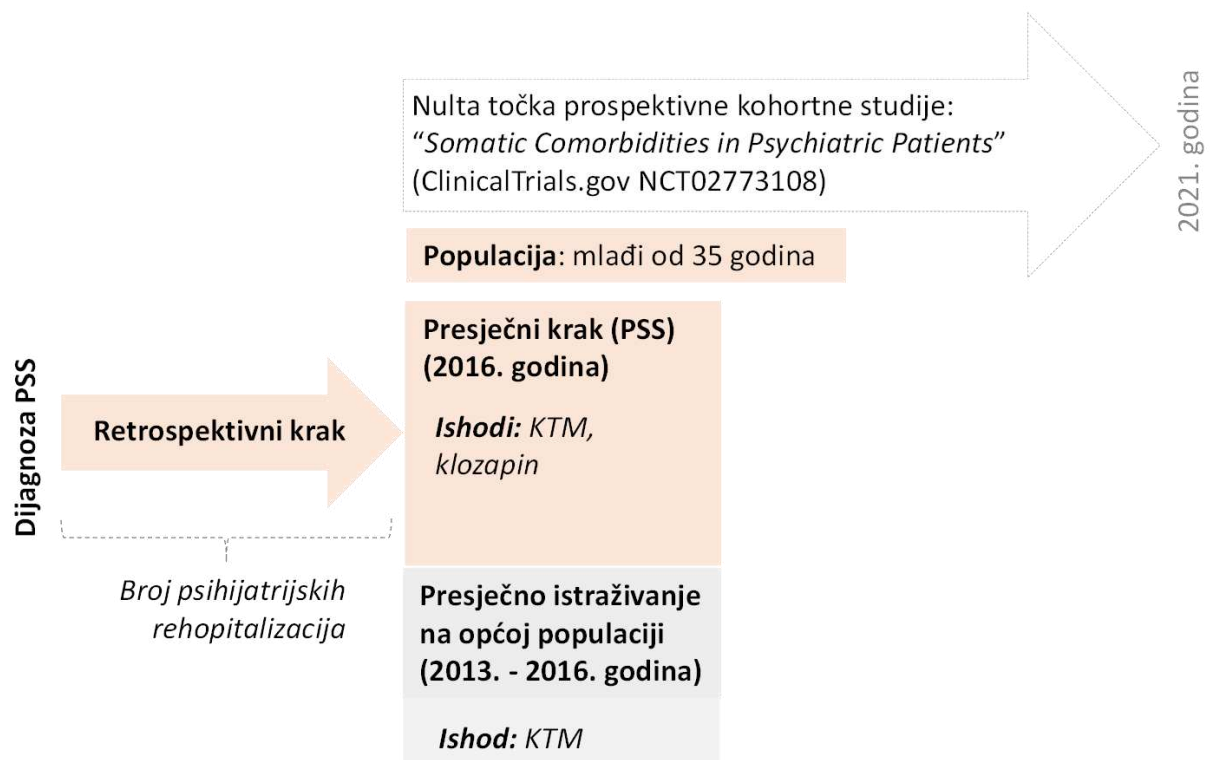 Nulta točka prospektivne kohortne studije:
“Somatic Comorbidities in Psychiatric Patients”
(ClinicalTrials.gov NCT02773108)
2021. godina
Populacija: mlađi od 35 godina
Presječni krak (PSS)
(2016. godina)
Ishodi: KTM,
klozapin
Dijagnoza PSS
Retrospektivni krak
Broj psihijatrijskih
rehopitalizacija
Presječno istraživanje
na općoj populaciji
(2013. - 2016. godina)
Ishod: KTM